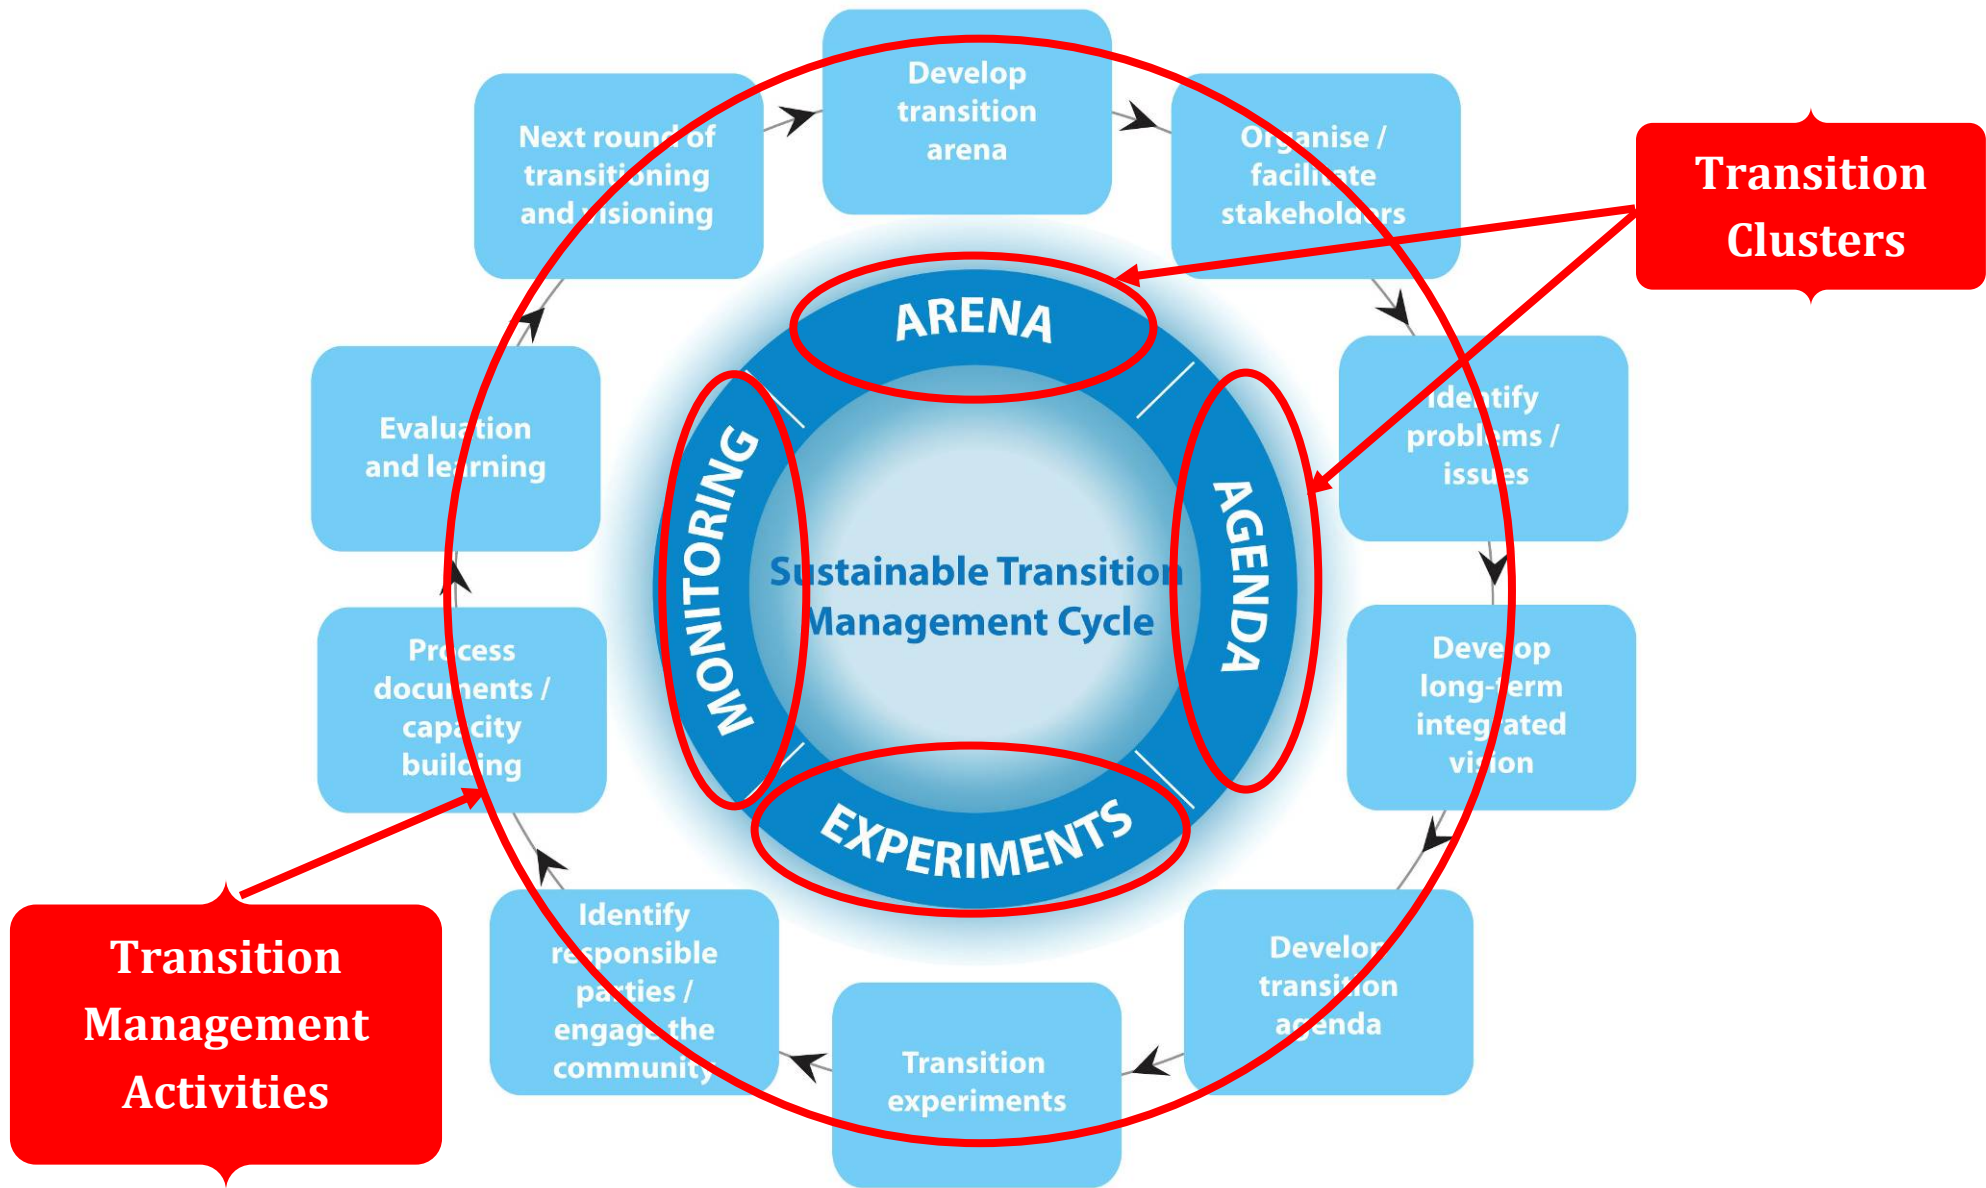 Develop
transition
arena
Organise /
facilitate
stakeholders
Identify
problems /
issues
Develop
long-term
integrated
vision
Develop
transition
agenda
Transition
experiments
Identify
responsible
parties /
engage the
community
Process
documents /
capacity
building
Evaluation
and learning
Next round of
transitioning
and visioning
ARENA
AGENDA
EXPERIMENTS
MONITORING
Sustainable Transition
Management Cycle
Transition
Clusters
Transition
Management
Activities